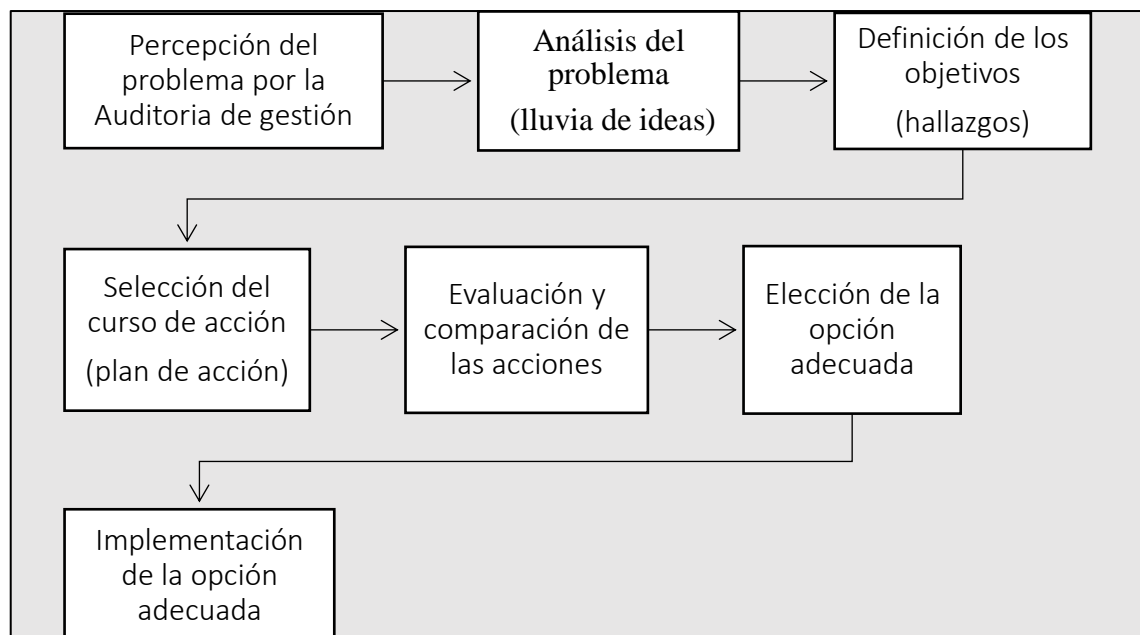 Percepción del
problema por la
Auditoria de gestión
Análisis del
problema
(lluvia de ideas)
Definición de los
objetivos
(hallazgos)
Selección del
curso de acción
(plan de acción)
Evaluación y
comparación de
las acciones
Elección de la
opción
adecuada
Implementación
de la opción
adecuada